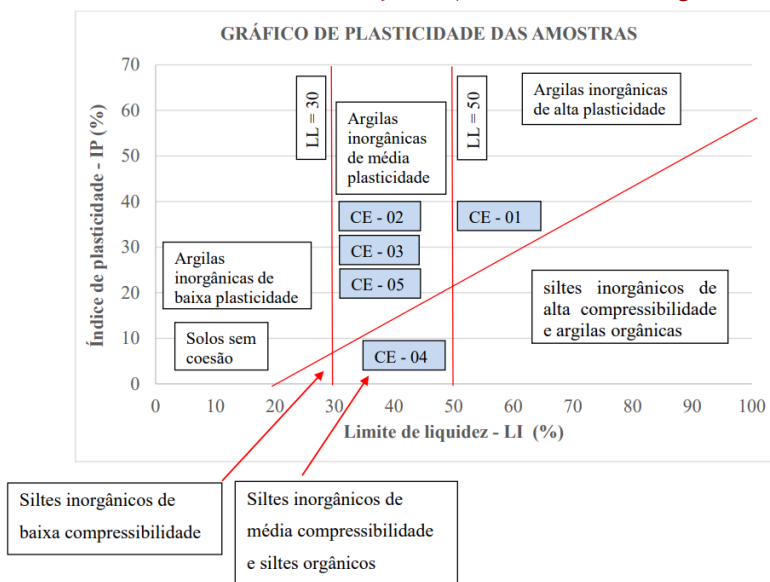 GRÁFICO DE PLASTICIDADE DAS AMOSTRAS
Índice de plasticidade - IP (%)
70
60
50
40
30
20
10
0
LL = 30
Argilas
inorgânicas
de média
plasticidade
LL = 50
Argilas inorgânicas
de alta plasticidade
CE - 02
CE - 01
CE - 03
CE - 05
Argilas
inorgânicas de
baixa plasticidade
siltes inorgânicos de
alta compressibilidade
e argilas orgânicas
Solos sem
coesão
CE - 04
0 10 20 30 40 50 60 70 80 90 100
Limite de liquidez - LI (%)
Siltes inorgânicos de
baixa compressibilidade
Siltes inorgânicos de
média compressibilidade
e siltes orgânicos